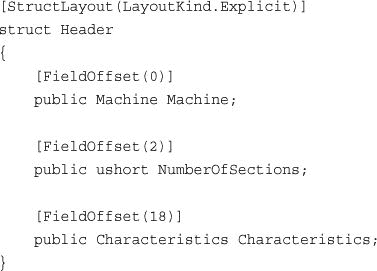 [StructLayout(LayoutKind.Explicit)]
struct Header
{
    [FieldOffset(0)]
    public Machine Machine;

    [FieldOffset(2)]
    public ushort NumberOfSections;

    [FieldOffset(18)]
    public Characteristics Characteristics;
}